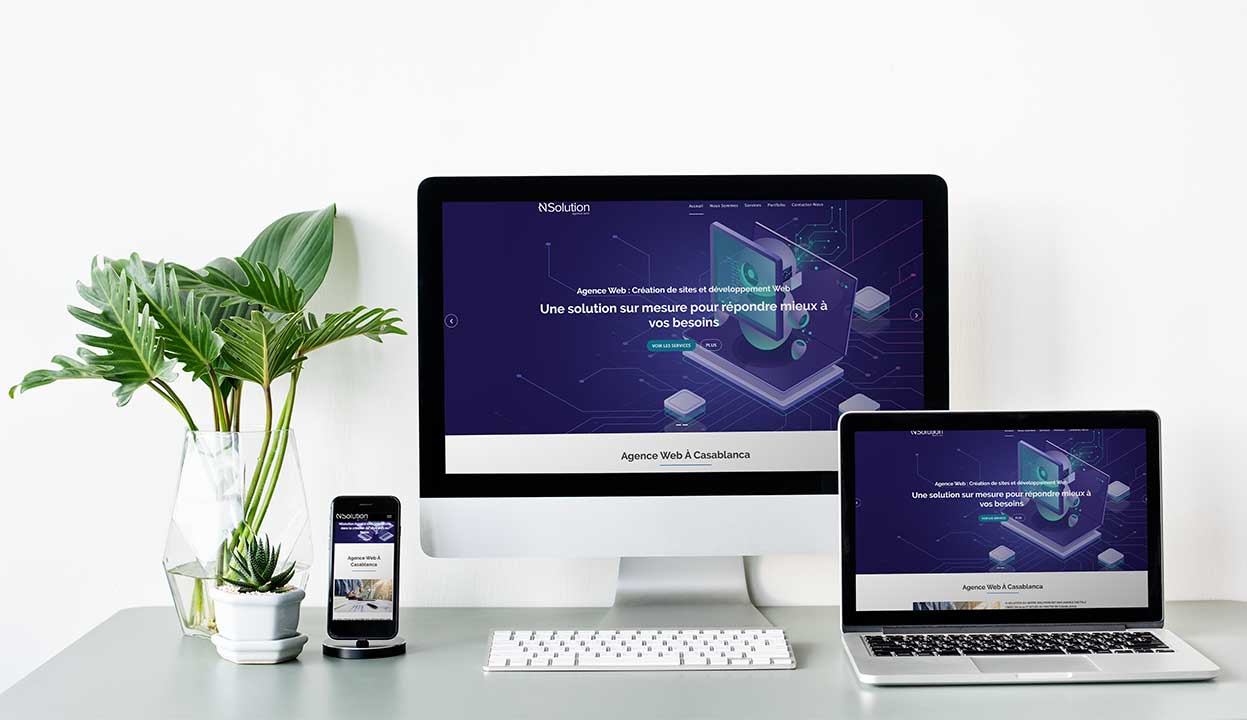 NSolution
Accueil Nous Sommes Services Portfolio Contactez-Nous
Agence Web : Création de sites et développement Web
Une solution sur mesure pour répondre mieux à
vos besoins
VOIR LES SERVICES PLUS
Agence Web À Casablanca
NSolution
Agence Web À
Casablanca
NSolution
Agence Web : Création de sites et développement Web
Une solution sur mesure pour répondre mieux à
vos besoins
VOIR LES SERVICES PLUS
Agence Web À Casablanca